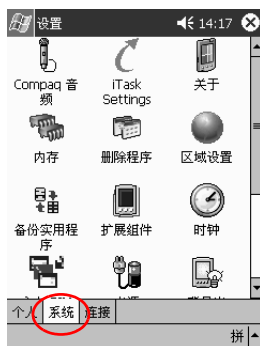 设置 14:17
Compaq 音频
iTask Settings
关于
内存
删除程序
区域设置
备份实用程序
扩展组件
时钟
个人 系统 连接
拼